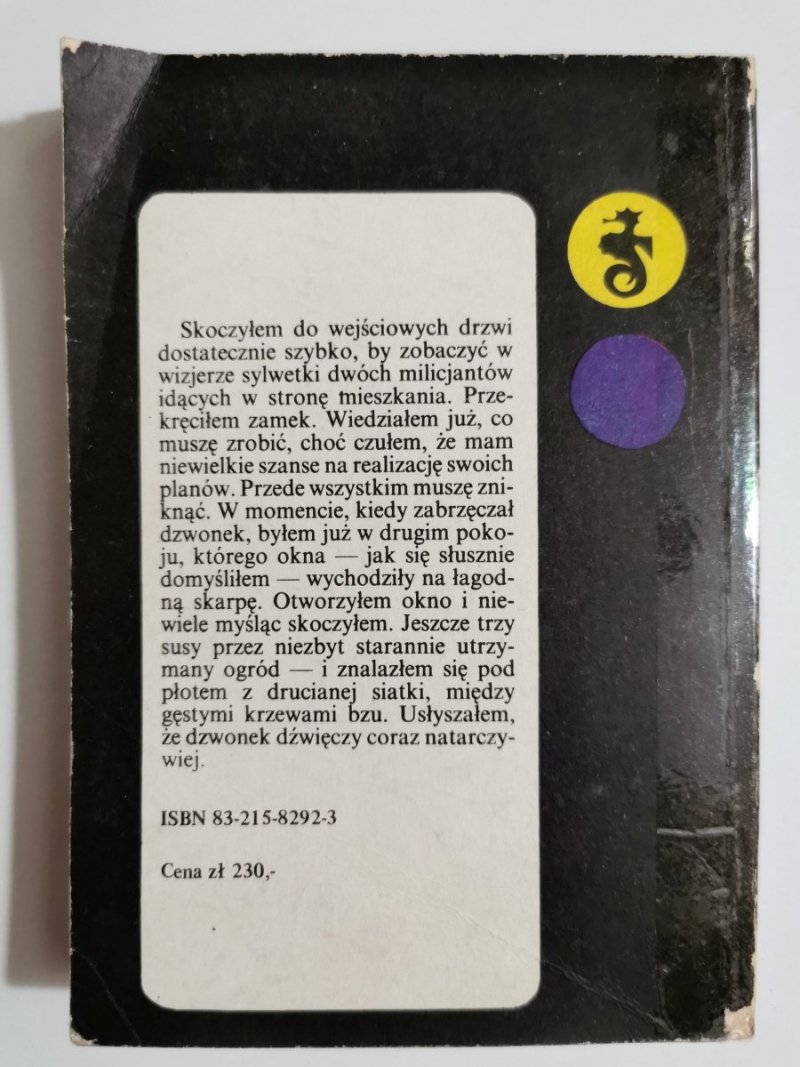 Skoczyłem do wejściowych drzwi
dostatecznie szybko, by zobaczyć w
wizjerze sylwetki dwóch milicjantów
idących w stronę mieszkania. Prze-
kręciłem zamek. Wiedziałem już, co
muszę zrobić, choć czułem, że mam
niewielkie szanse na realizację swoich
planów. Przede wszystkim muszę zni-
knąć. W momencie, kiedy zabrzęczał
dzwonek, byłem już w drugim poko-
ju, którego okna — jak się słusznie
domyśliłem — wychodziły na łagod-
ną skarpę. Otworzyłem okno i nie-
wiele myśląc skoczyłem. Jeszcze trzy
susy przez niezbyt starannie utrzy-
many ogród — i znalazłem się pod
płotem z drucianej siatki, między
gęstymi krzewami bzu. Usłyszałem,
że dzwonek dźwięczy coraz natarczy-
wiej.
ISBN 83-215-8292-3
Cena zł 230,-